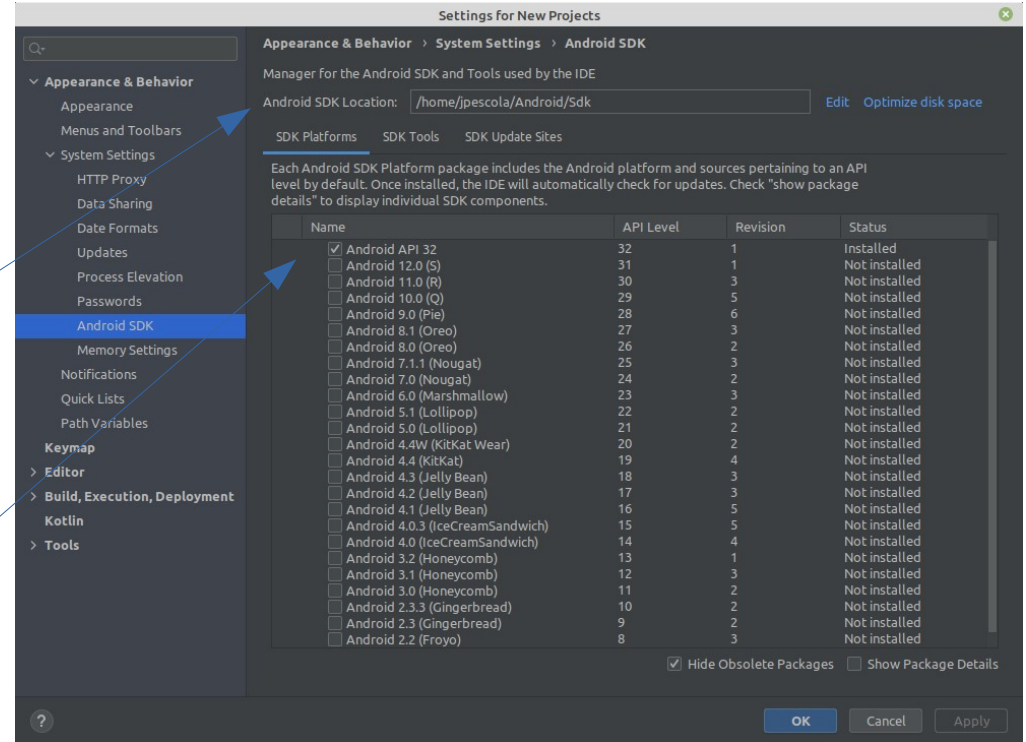 Settings for New Projects
Appearance & Behavior
Appearance
Menus and Toolbars
System Settings
HTTP Proxy
Data Sharing
Date Formats
Updates
Process Elevation
Passwords
Android SDK
Memory Settings
Notifications
Quick Lists
Path Variables
Keymap
Editor
Build, Execution, Deployment
Kotlin
Tools
Appearance & Behavior › System Settings › Android SDK
Manager for the Android SDK and Tools used by the IDE
Android SDK Location: /home/jpescola/Android/Sdk Edit Optimize disk space
SDK Platforms SDK Tools SDK Update Sites
Each Android SDK Platform package includes the Android platform and sources pertaining to an API
level by default. Once installed, the IDE will automatically check for updates. Check "show package
details" to display individual SDK components.
Name API Level Revision Status
Android API 32 32 1 Installed
Android 12.0 (S) 31 1 Not installed
Android 11.0 (R) 30 3 Not installed
Android 10.0 (Q) 29 5 Not installed
Android 9.0 (Pie) 28 6 Not installed
Android 8.1 (Oreo) 27 3 Not installed
Android 8.0 (Oreo) 26 2 Not installed
Android 7.1.1 (Nougat) 25 3 Not installed
Android 7.0 (Nougat) 24 2 Not installed
Android 6.0 (Marshmallow) 23 3 Not installed
Android 5.1 (Lollipop) 22 2 Not installed
Android 5.0 (Lollipop) 21 2 Not installed
Android 4.4W (KitKat Wear) 20 2 Not installed
Android 4.4 (KitKat) 19 4 Not installed
Android 4.3 (Jelly Bean) 18 3 Not installed
Android 4.2 (Jelly Bean) 17 3 Not installed
Android 4.1 (Jelly Bean) 16 5 Not installed
Android 4.0.3 (IceCreamSandwich) 15 5 Not installed
Android 4.0 (IceCreamSandwich) 14 4 Not installed
Android 3.2 (Honeycomb) 13 1 Not installed
Android 3.1 (Honeycomb) 12 3 Not installed
Android 3.0 (Honeycomb) 11 2 Not installed
Android 2.3.3 (Gingerbread) 10 2 Not installed
Android 2.3 (Gingerbread) 9 2 Not installed
Android 2.2 (Froyo) 8 3 Not installed
Hide Obsolete Packages Show Package Details
? OK Cancel Apply